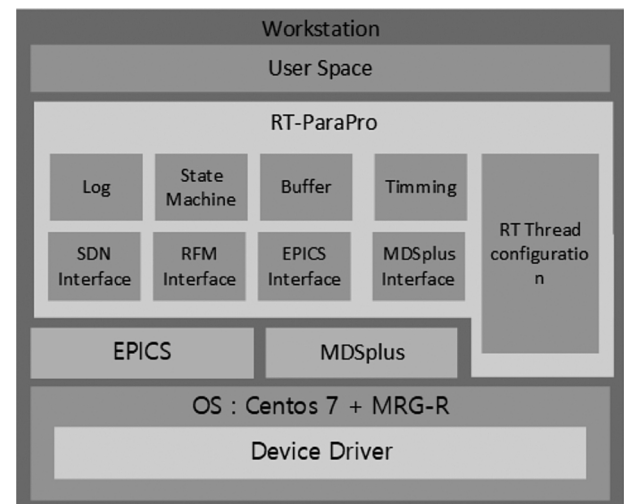 Workstation
User Space
RT-ParaPro
Log
State
Machine
Buffer
Timming
SDN
Interface
RFM
Interface
EPICS
Interface
MDSplus
Interface
RT Thread
configuratio
n
EPICS
MDSplus
OS : Centos 7 + MRG-R
Device Driver